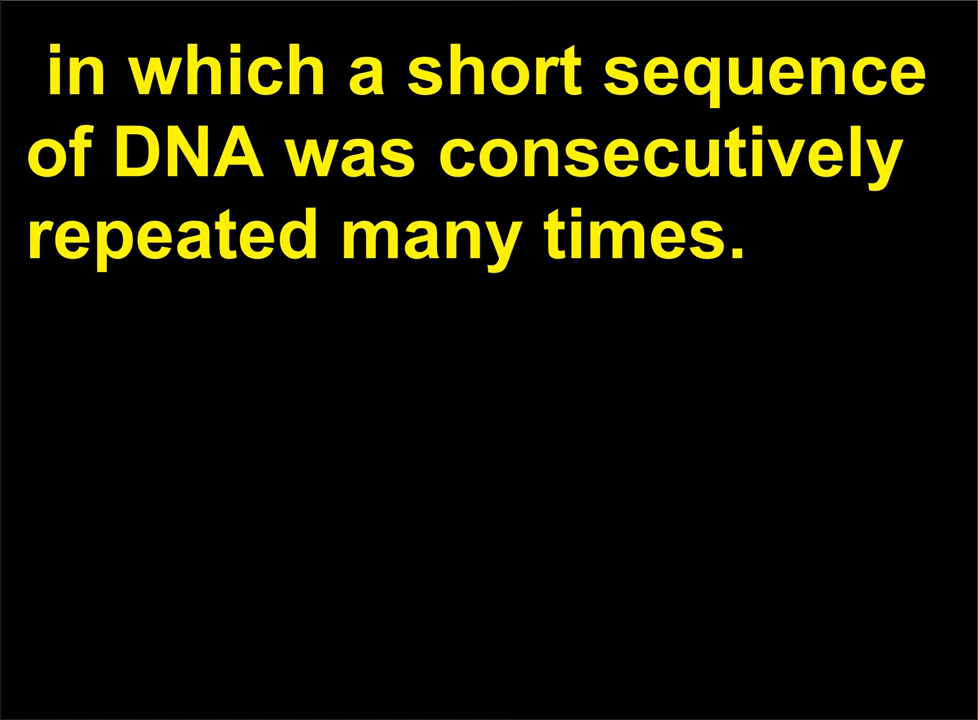 in which a short sequence
of DNA was consecutively
repeated many times.